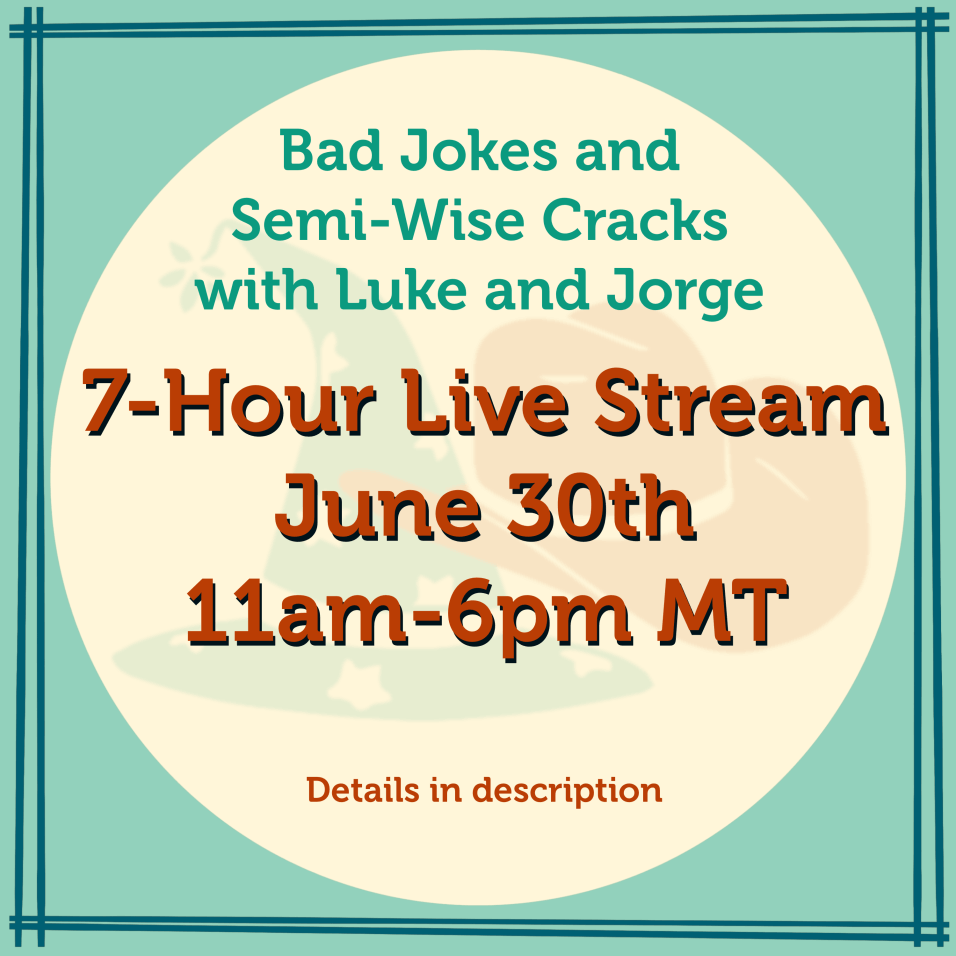 Bad Jokes and
Semi-Wise Cracks
with Luke and Jorge
7-Hour Live Stream
June 30th
11am-6pm MT
Details in description